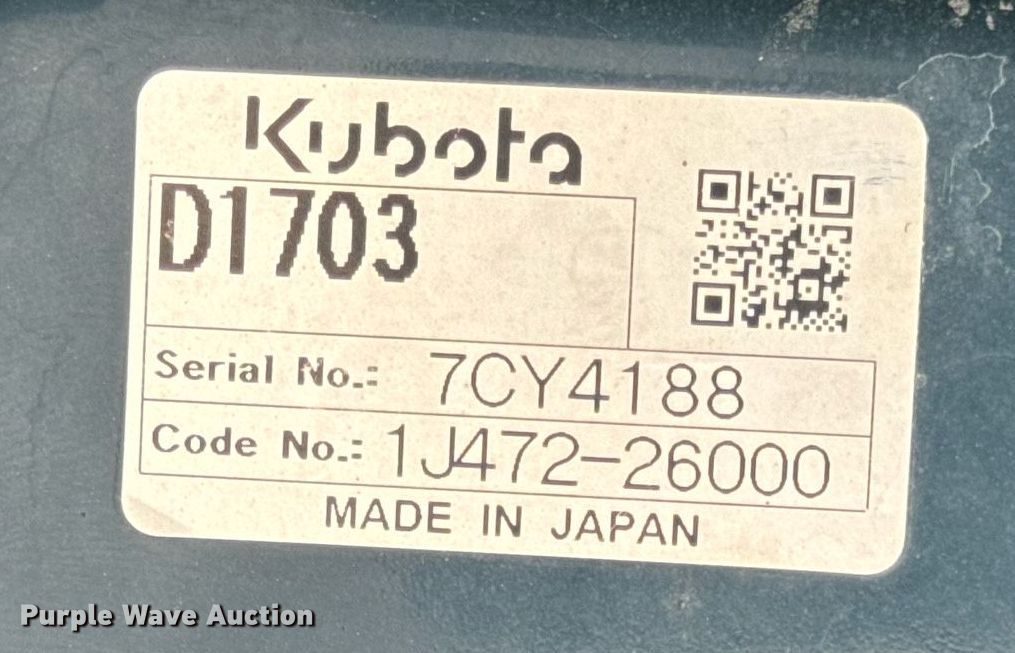 Kubota
D1703
Serial No.: 7CY4188
Code No.: 1J472-26000
MADE IN JAPAN
Purple Wave Auction